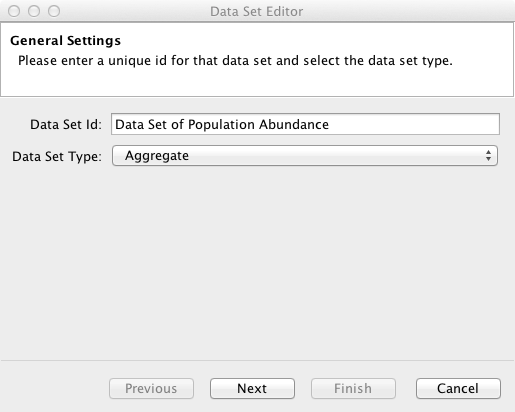 Data Set Editor
General Settings
Please enter a unique id for that data set and select the data set type.
Data Set Id: Data Set of Population Abundance
Data Set Type: Aggregate
Previous Next Finish Cancel